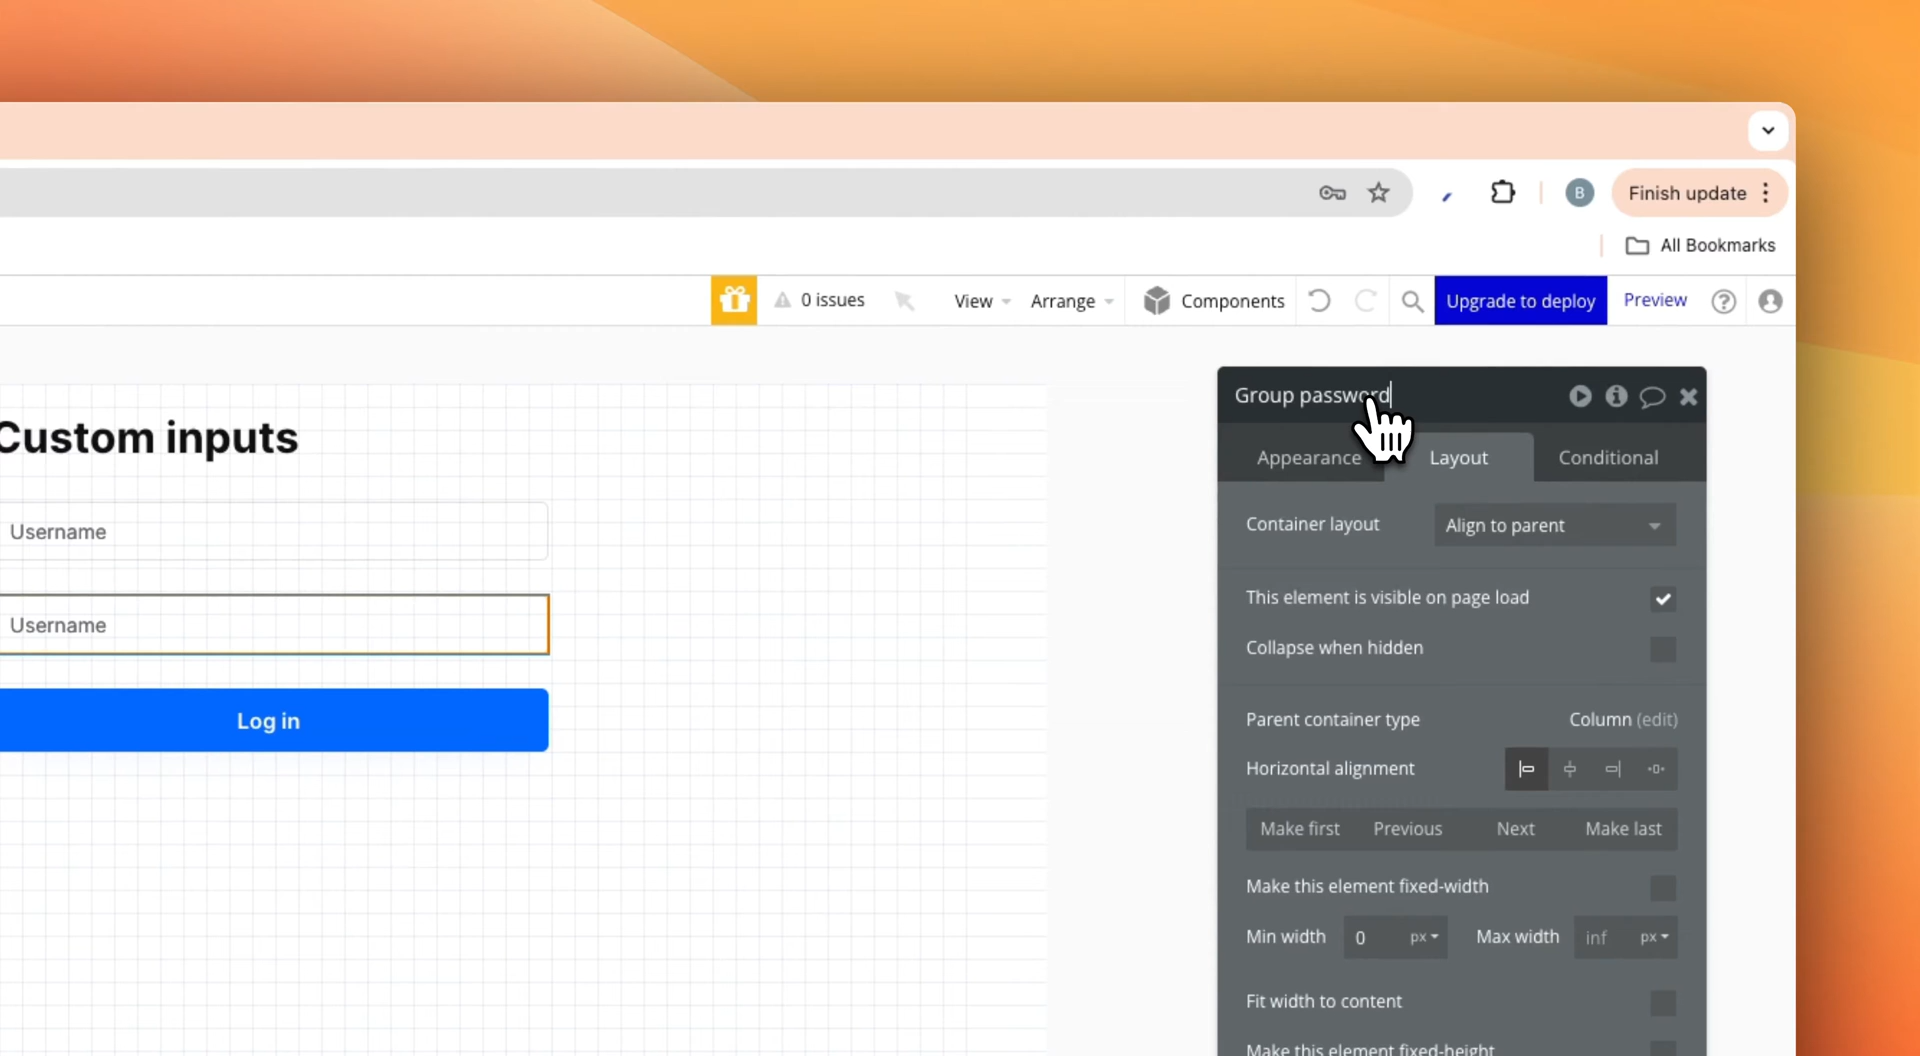 B
Finish update
All Bookmarks
0 issues
View
Arrange
Components
Upgrade to deploy
Preview
?
Group password
Appearance
Layout
Conditional
Custom inputs
Username
Username
Log in
Container layout
Align to parent
This element is visible on page load
Collapse when hidden
Parent container type
Column (edit)
Horizontal alignment
Make first
Previous
Next
Make last
Make this element fixed-width
Min width
0
px
Max width
inf
px
Fit width to content
Make this element fixed-height